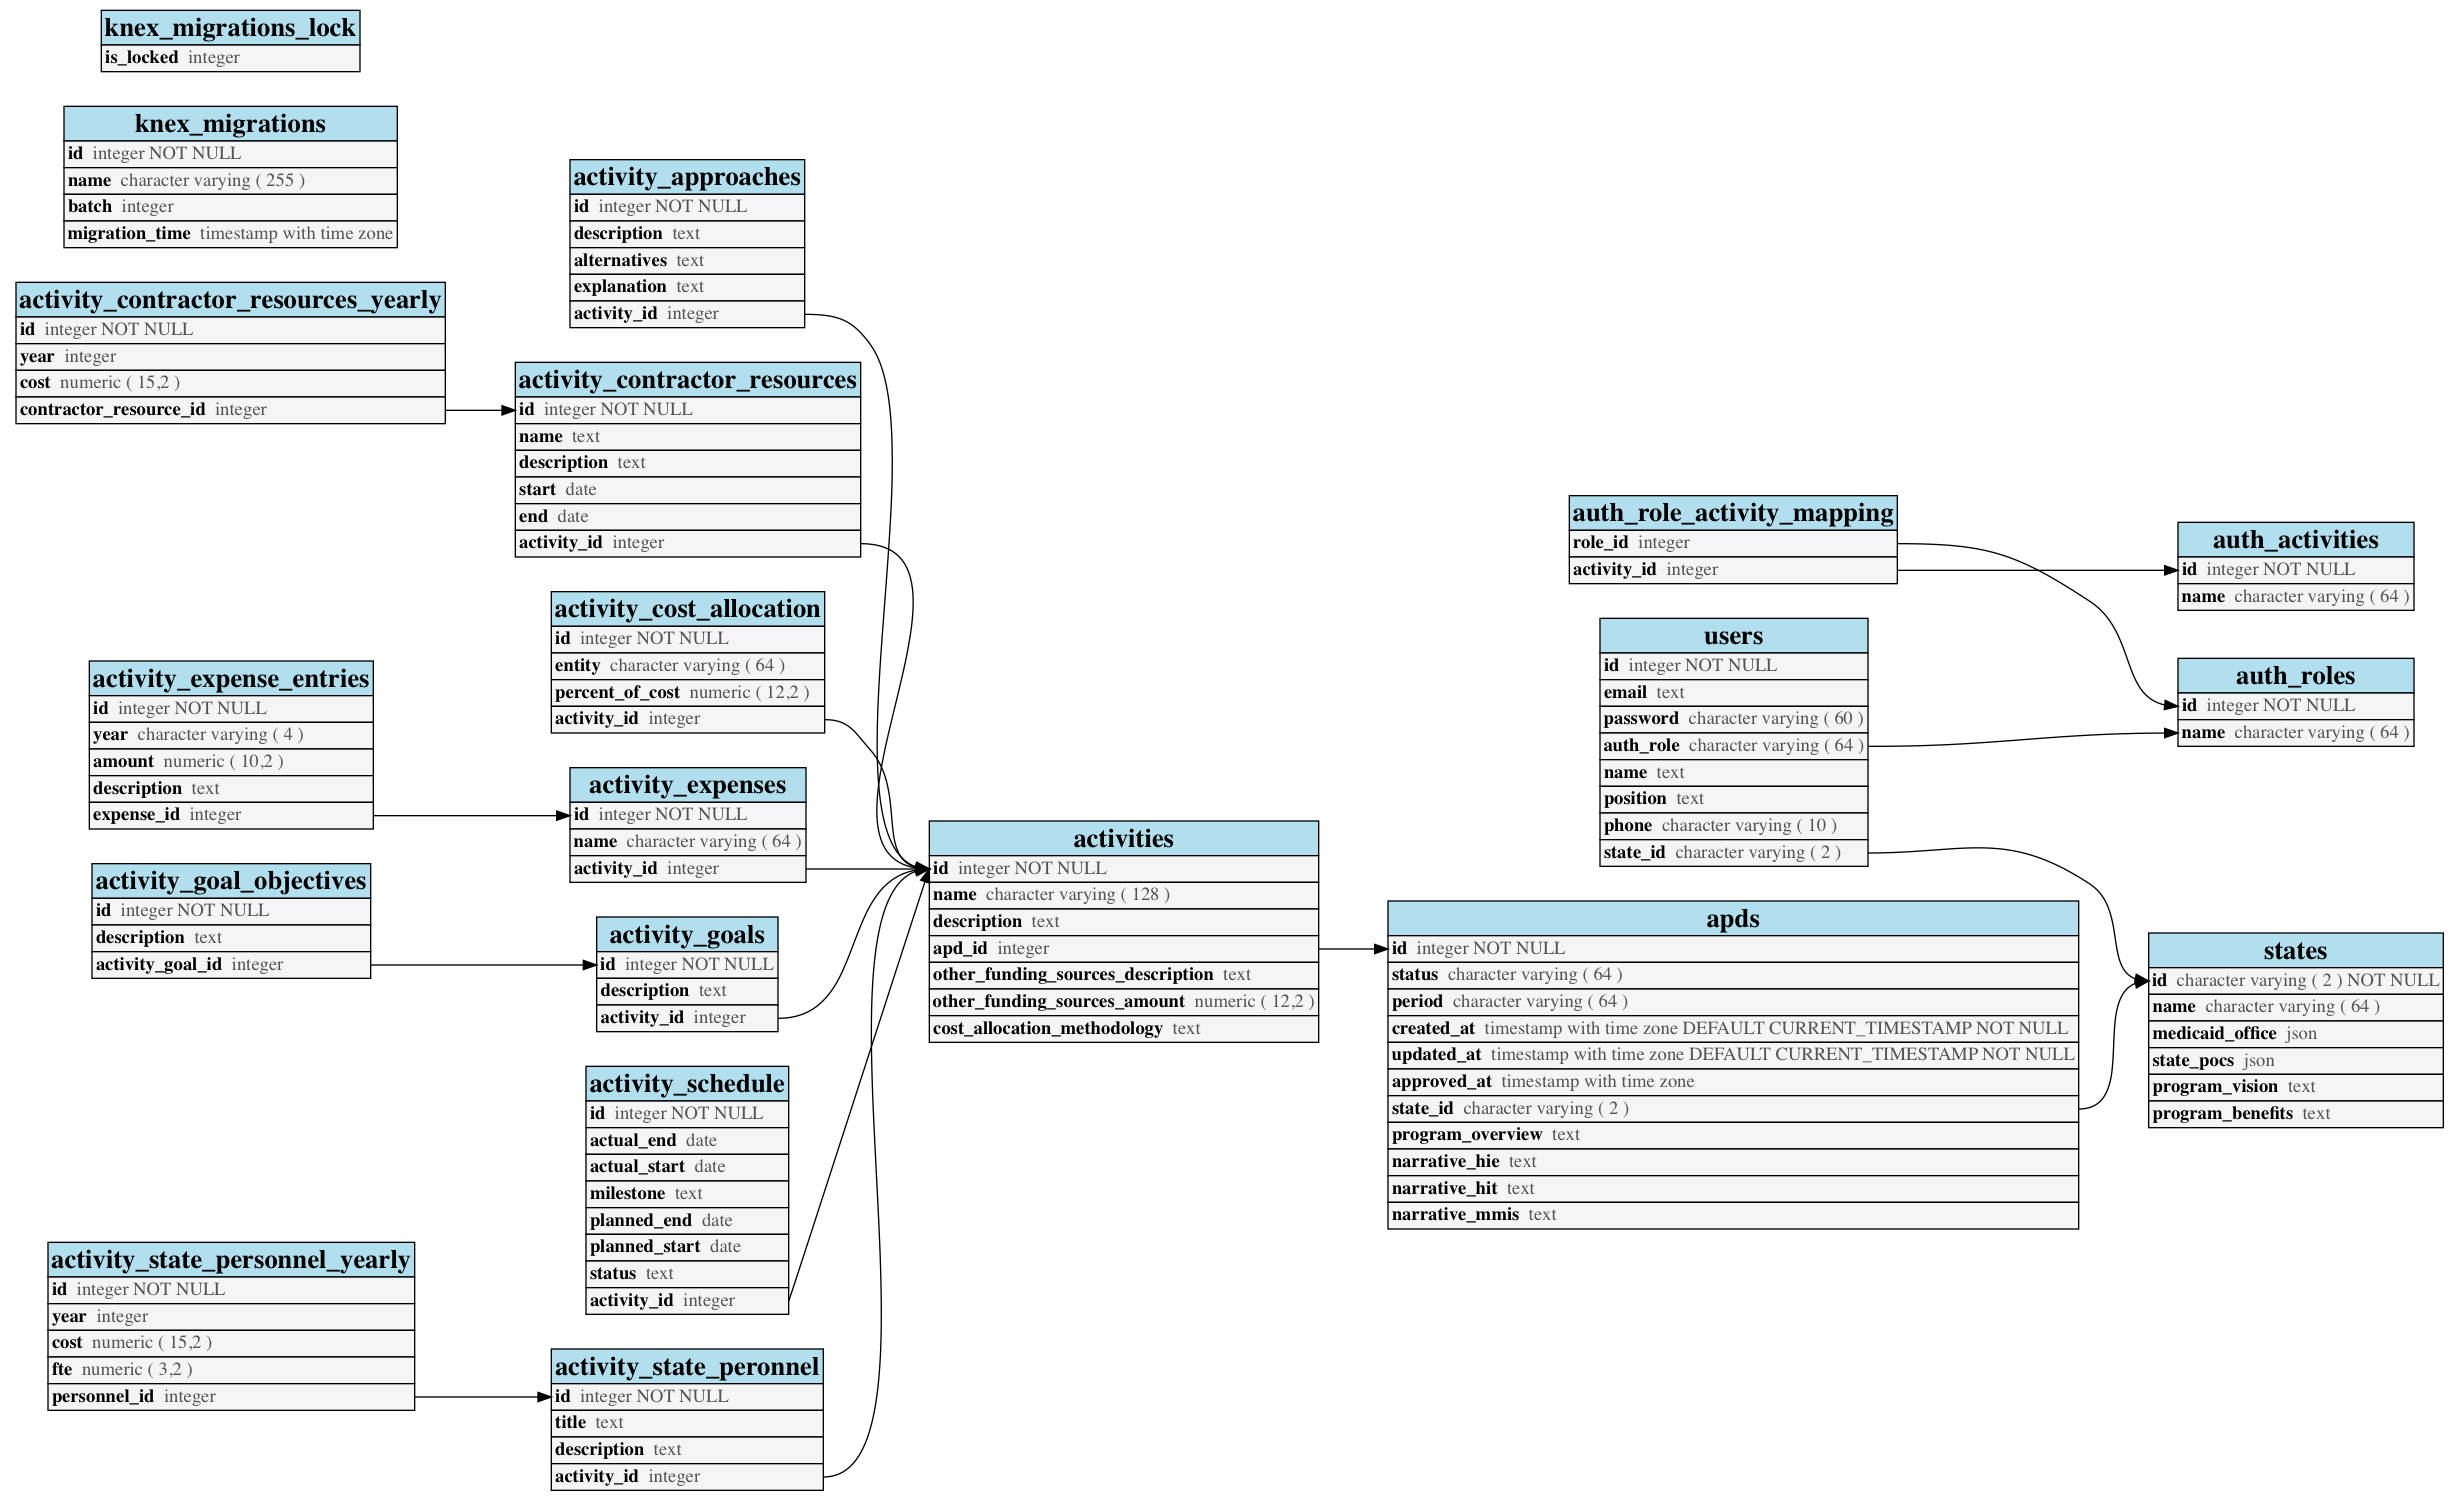 knex_migrations_lock
is_locked integer
knex_migrations
id integer NOT NULL
name character varying ( 255 )
batch integer
migration_time timestamp with time zone
activity_contractor_resources_yearly
id integer NOT NULL
year integer
cost numeric ( 15,2 )
contractor_resource_id integer
activity_expense_entries
id integer NOT NULL
year character varying ( 4 )
amount numeric ( 10,2 )
description text
expense_id integer
activity_goal_objectives
id integer NOT NULL
description text
activity_goal_id integer
activity_state_personnel_yearly
id integer NOT NULL
year integer
cost numeric ( 15,2 )
fte numeric ( 3,2 )
personnel_id integer
activity_approaches
id integer NOT NULL
description text
alternatives text
explanation text
activity_id integer
activity_contractor_resources
id integer NOT NULL
name text
description text
start date
end date
activity_id integer
activity_cost_allocation
id integer NOT NULL
entity character varying ( 64 )
percent_of_cost numeric ( 12,2 )
activity_id integer
activity_expenses
id integer NOT NULL
name character varying ( 64 )
activity_id integer
activity_goals
id integer NOT NULL
description text
activity_id integer
activity_schedule
id integer NOT NULL
actual_end date
actual_start date
milestone text
planned_end date
planned_start date
status text
activity_id integer
activity_state_peronnel
id integer NOT NULL
title text
description text
activity_id integer
activities
id integer NOT NULL
name character varying ( 128 )
description text
apd_id integer
other_funding_sources_description text
other_funding_sources_amount numeric ( 12,2 )
cost_allocation_methodology text
auth_role_activity_mapping
role_id integer
activity_id integer
users
id integer NOT NULL
email text
password character varying ( 60 )
auth_role character varying ( 64 )
name text
position text
phone character varying ( 10 )
state_id character varying ( 2 )
apds
id integer NOT NULL
status character varying ( 64 )
period character varying ( 64 )
created_at timestamp with time zone DEFAULT CURRENT_TIMESTAMP NOT NULL
updated_at timestamp with time zone DEFAULT CURRENT_TIMESTAMP NOT NULL
approved_at timestamp with time zone
state_id character varying ( 2 )
program_overview text
narrative_hie text
narrative_hit text
narrative_mmis text
auth_activities
id integer NOT NULL
name character varying ( 64 )
auth_roles
id integer NOT NULL
name character varying ( 64 )
states
id character varying ( 2 ) NOT NULL
name character varying ( 64 )
medicaid_office json
state_pocs json
program_vision text
program_benefits text